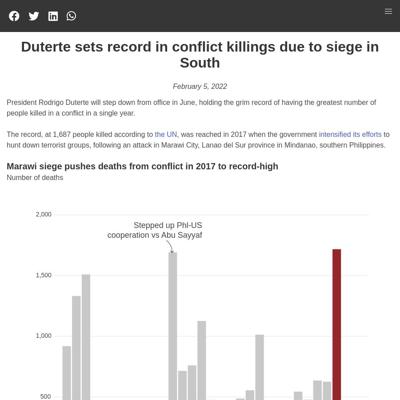 Duterte sets record in conflict killings due to siege in
South
February 5, 2022
President Rodrigo Duterte will step down from office in June, holding the grim record of having the greatest number of
people killed in a conflict in a single year.
The record, at 1,687 people killed according to the UN, was reached in 2017 when the government intensified its efforts to
hunt down terrorist groups, following an attack in Marawi City, Lanao del Sur province in Mindanao, southern Philippines.
Marawi siege pushes deaths from conflict in 2017 to record-high
Number of deaths
2,000
Stepped up Phl-US
cooperation vs Abu Sayyaf
1,500
1,000
500